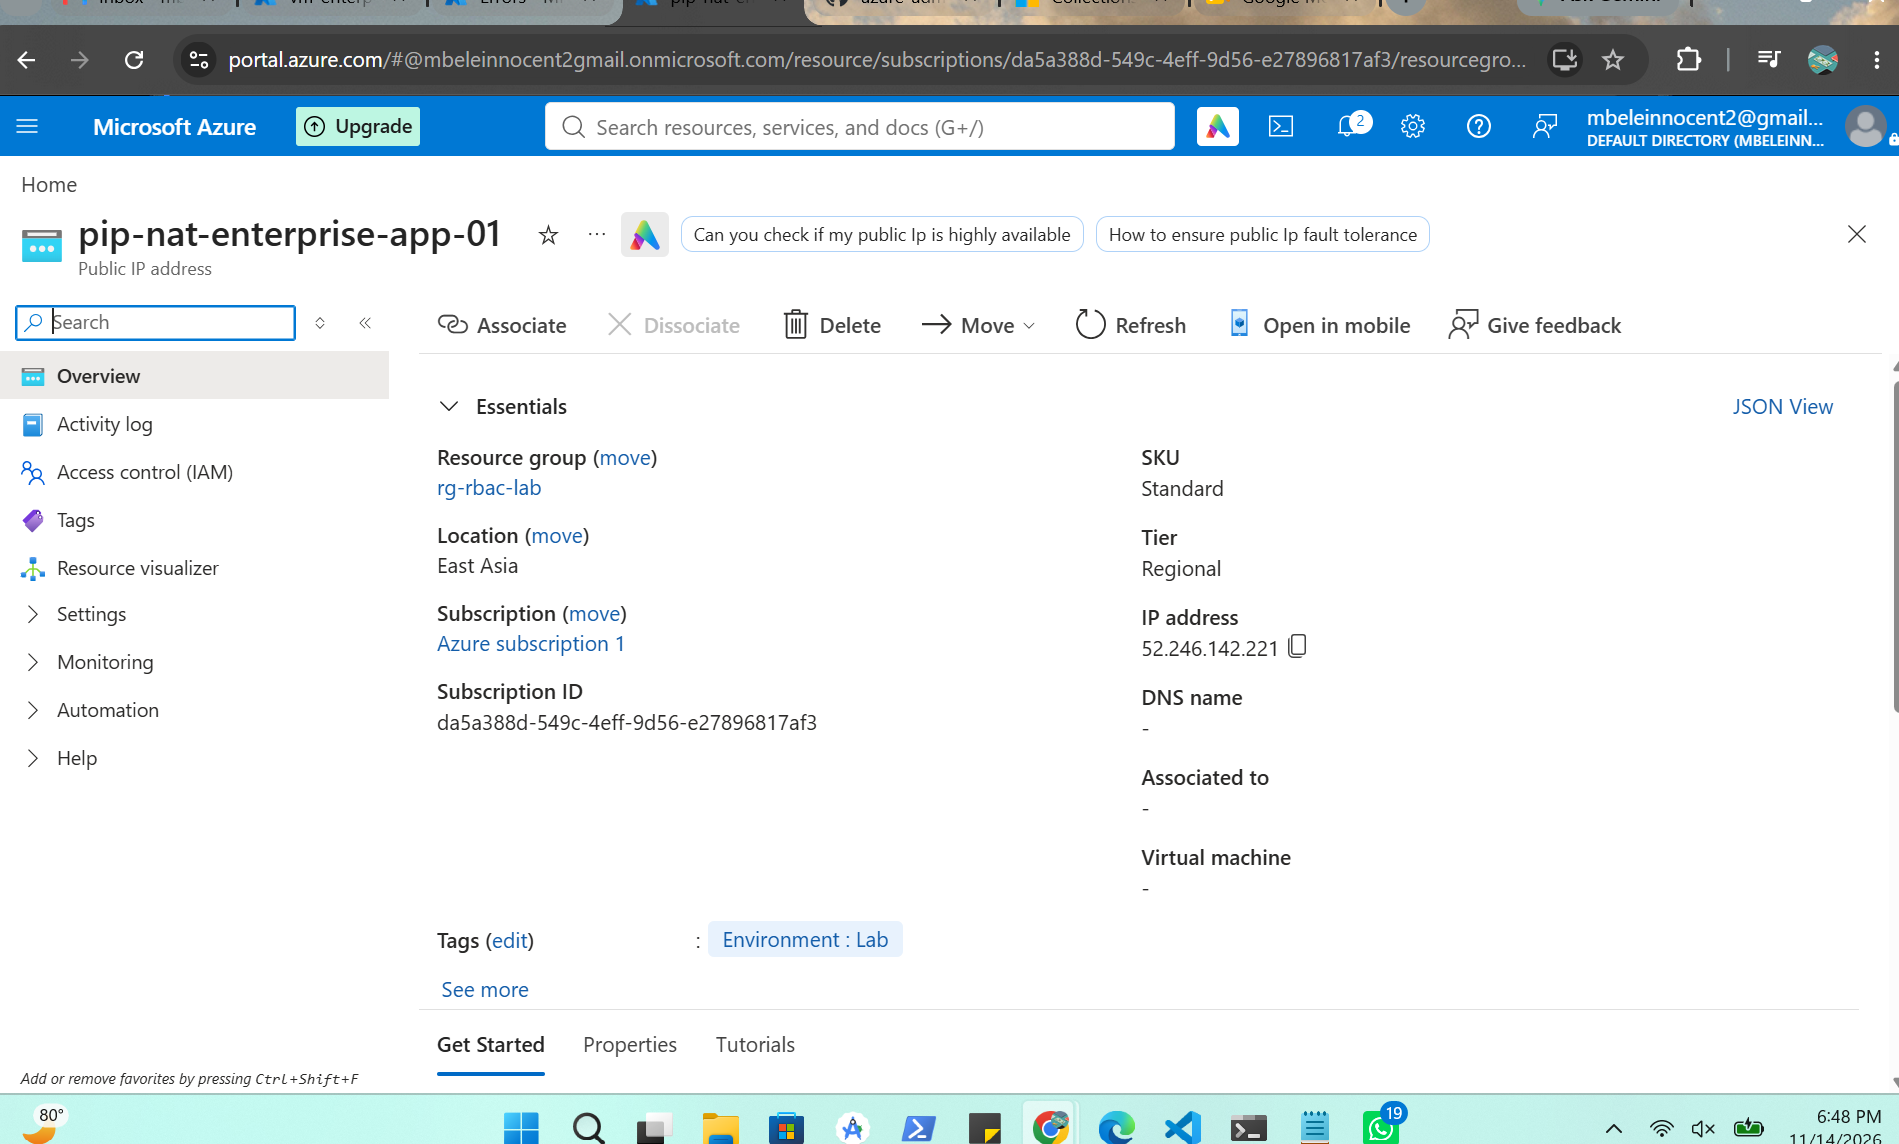 portal.azure.com/#@mbeleinnocent2gmail.onmicrosoft.com/resource/subscriptions/da5a388d-549c-4eff-9d56-e27896817af3/resourcegro...
Microsoft Azure
Upgrade
Search resources, services, and docs (G+/)
2
mbeleinnocent2@gmail...
DEFAULT DIRECTORY (MBELEINN...
Home
pip-nat-enterprise-app-01
Can you check if my public Ip is highly available
How to ensure public Ip fault tolerance
Public IP address
Search
Associate
Dissociate
Delete
Move
Refresh
Open in mobile
Give feedback
Overview
Activity log
Access control (IAM)
Tags
Resource visualizer
Settings
Monitoring
Automation
Help
Essentials
JSON View
Resource group (move)
rg-rbac-lab
Location (move)
East Asia
Subscription (move)
Azure subscription 1
Subscription ID
da5a388d-549c-4eff-9d56-e27896817af3
SKU
Standard
Tier
Regional
IP address
52.246.142.221
DNS name
-
Associated to
-
Virtual machine
-
Tags (edit)
: Environment : Lab
See more
Get Started
Properties
Tutorials
Add or remove favorites by pressing Ctrl+Shift+F
80°
19
6:48 PM
11/14/2026